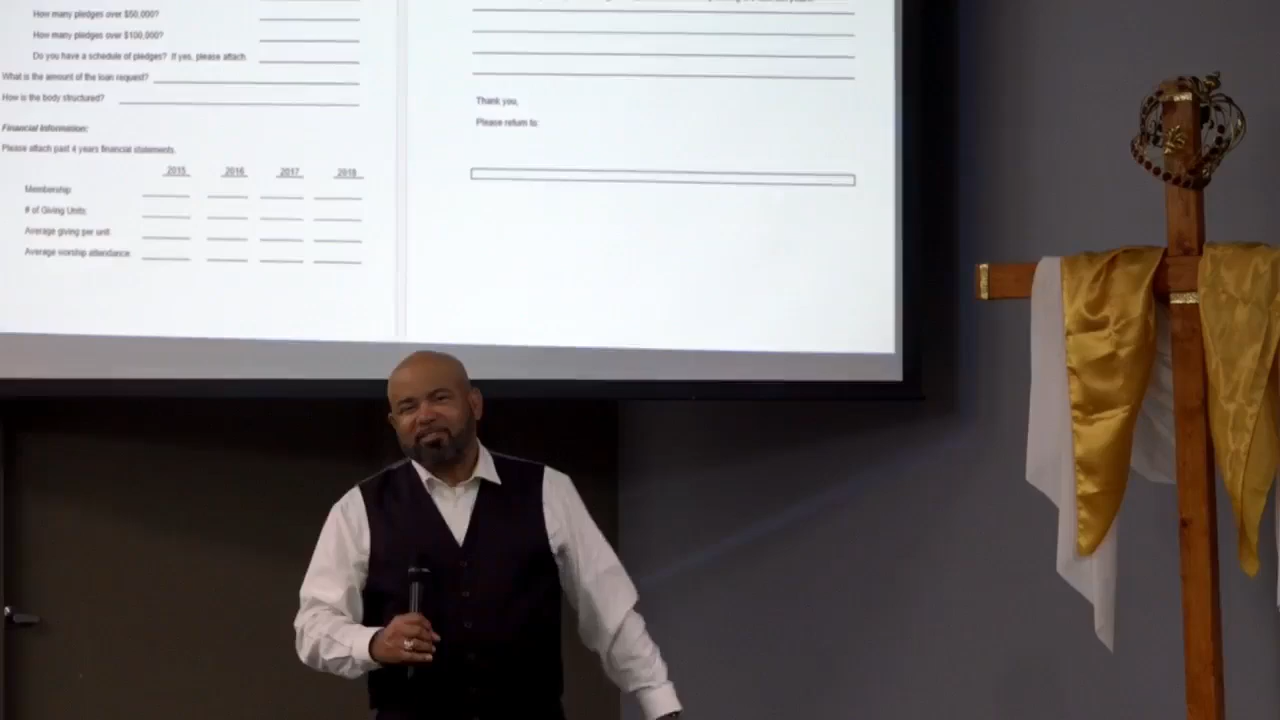 How many pledges over $50,000?
How many pledges over $100,000?
Do you have a schedule of pledges? If yes, please attach.
What is the amount of the loan request?
How is the body structured?
Financial Information:
Please attach past 4 years financial statements.
2015 2016 2017 2018
Membership:
# of Giving Units:
Average giving per unit:
Average worship attendance:
Thank you,
Please return to: